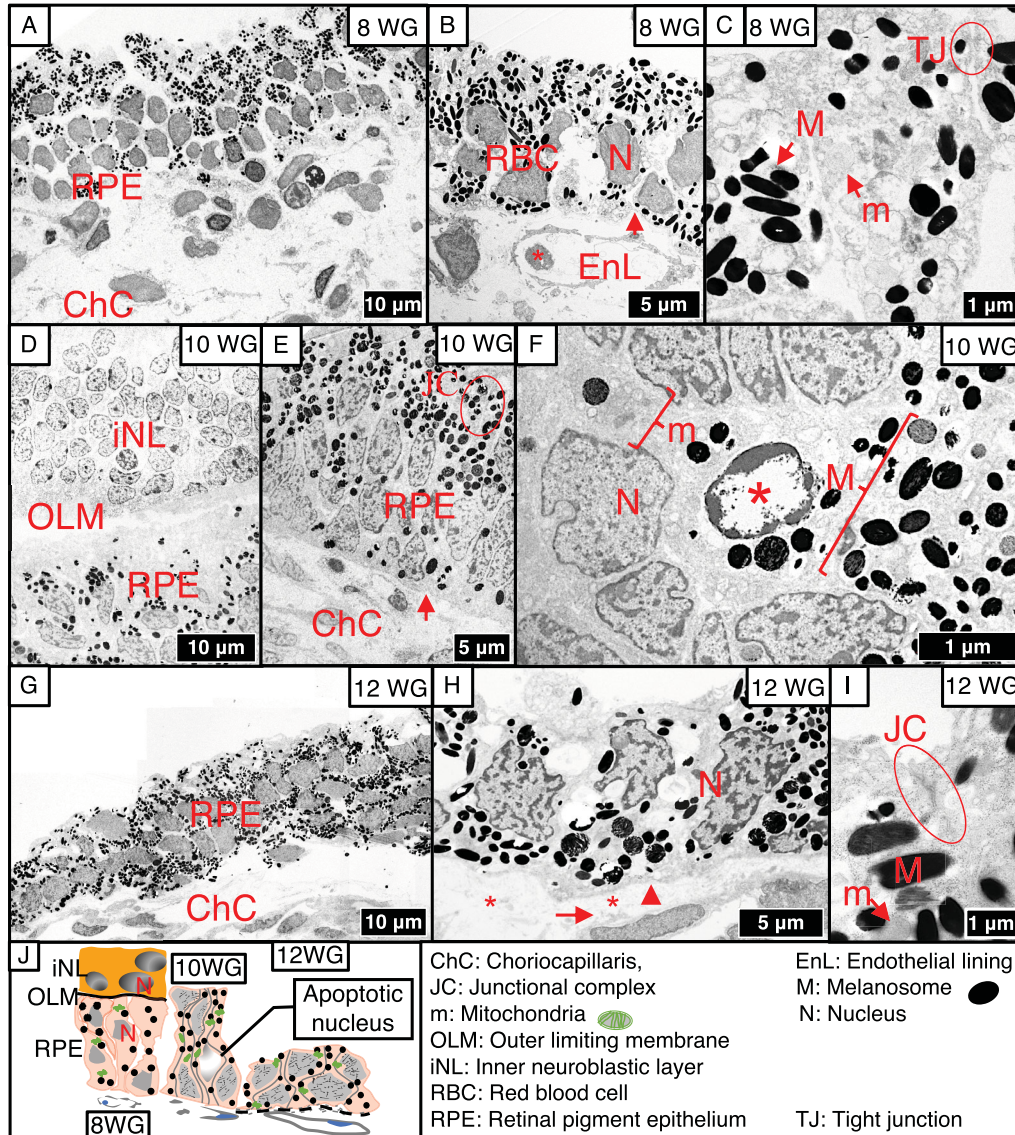 A
8 WG
RPE
ChC
10 µm
B
8 WG
RBC
N
*
EnL
5 µm
C
8 WG
TJ
M
m
1 µm
D
10 WG
iNL
OLM
RPE
10 µm
E
10 WG
JC
RPE
ChC
5 µm
F
10 WG
m
M
N
*
1 µm
G
12 WG
RPE
ChC
10 µm
H
12 WG
N
* *
5 µm
I
12 WG
JC
M
m
1 µm
J
iNL
OLM
RPE
N
N
8WG
10WG
12WG
Apoptotic
nucleus
ChC: Choriocapillaris,
JC: Junctional complex
m: Mitochondria
OLM: Outer limiting membrane
iNL: Inner neuroblastic layer
RBC: Red blood cell
RPE: Retinal pigment epithelium
EnL: Endothelial lining
M: Melanosome
N: Nucleus
TJ: Tight junction